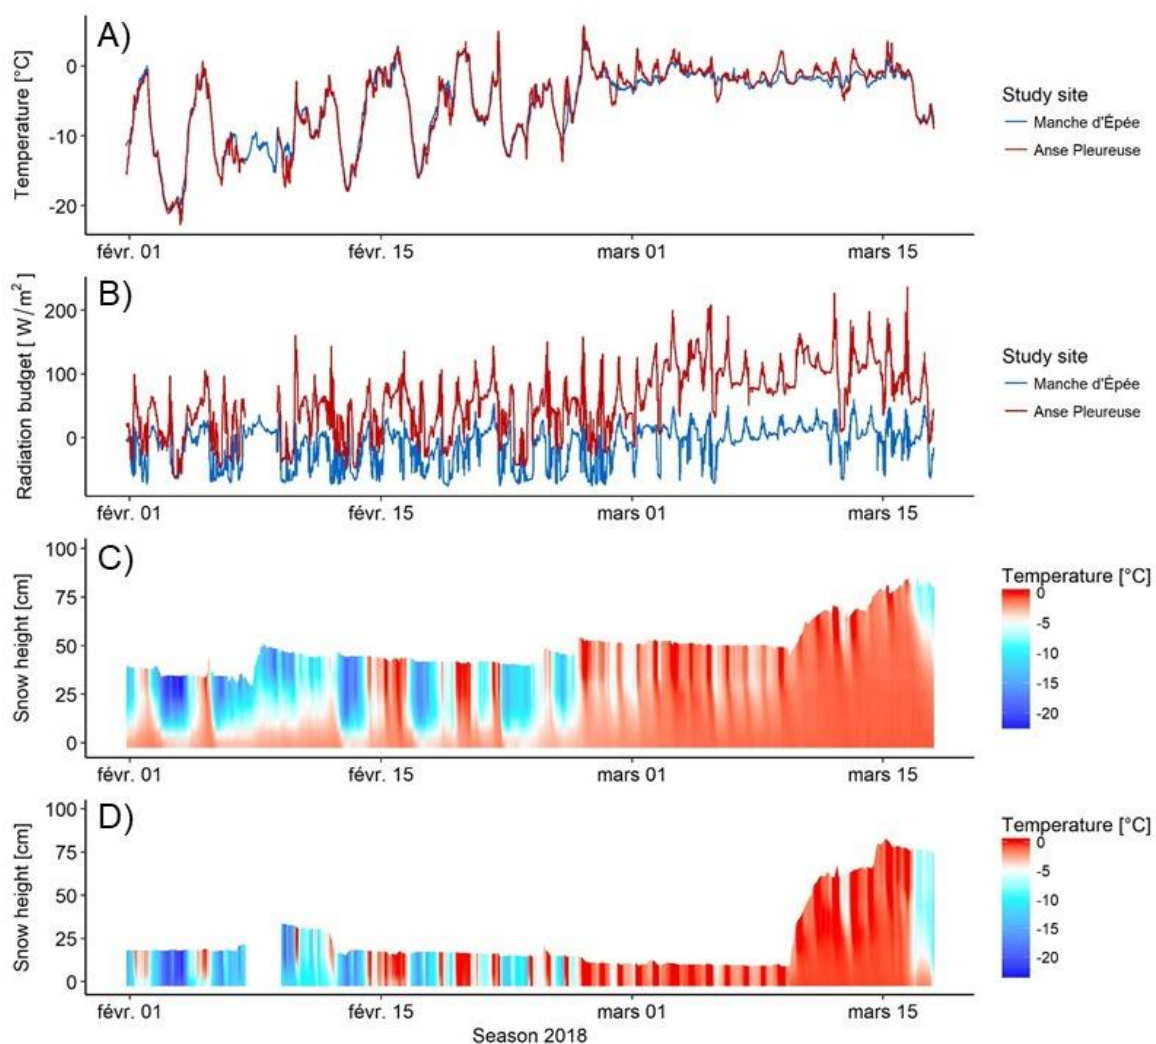 A)
Temperature [°C]
0
-10
-20
févr. 01
févr. 15
mars 01
mars 15
Study site
Manche d'Épée
Anse Pleureuse
B)
Radiation budget [ W/m² ]
200
100
0
févr. 01
févr. 15
mars 01
mars 15
Study site
Manche d'Épée
Anse Pleureuse
C)
Snow height [cm]
100
75
50
25
0
févr. 01
févr. 15
mars 01
mars 15
Temperature [°C]
0
-5
-10
-15
-20
D)
Snow height [cm]
100
75
50
25
0
févr. 01
févr. 15
mars 01
mars 15
Season 2018
Temperature [°C]
0
-5
-10
-15
-20